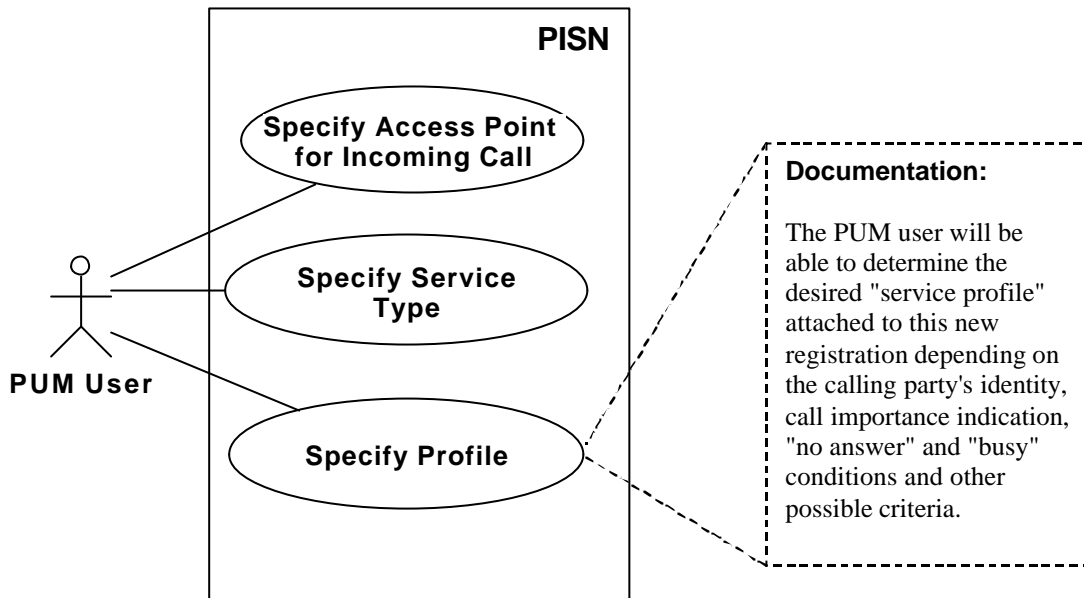 PISN
Specify Access Point
for Incoming Call
Specify Service
Type
Specify Profile
PUM User
Documentation:
The PUM user will be
able to determine the
desired "service profile"
attached to this new
registration depending on
the calling party's identity,
call importance indication,
"no answer" and "busy"
conditions and other
possible criteria.